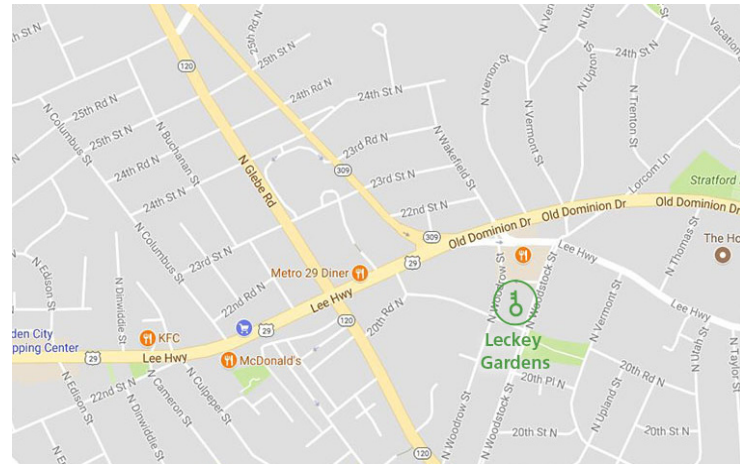 25th St N
25th Rd N
120
N Vernon St
N Vermont St
N Upton St
24th St N
Vacation
25th St N
24th Rd N
24th St N
N Trenton St
25th Rd N
N Columbus St
25th St N
N Buchanan St
23rd Rd N
N Wakefield St
Lorcom Ln
24th Rd N
N Glebe Rd
309
23rd St N
Stratford
24th St N
22nd St N
Old Dominion Dr
Old Dominion Dr
Old Dominion Dr
309
N Columbus St
23rd St N
29
Lee Hwy
N Thomas St
The Ho
Metro 29 Diner
N Edison St
N Dinwiddie St
22nd Rd N
Lee Hwy
20th Rd N
N Woodrow St
N Woodstock St
Lee Hwy
120
29
den City
pping Center
KFC
Leckey
Gardens
N Vermont St
N Utah St
N Taylor St
29
Lee Hwy
McDonald's
22nd St N
N Edison St
N Dinwiddie St
N Cameron St
N Culpeper St
20th Pl N
20th Rd N
N Upland St
N Woodrow St
N Woodstock St
20th St N
20th St N
120